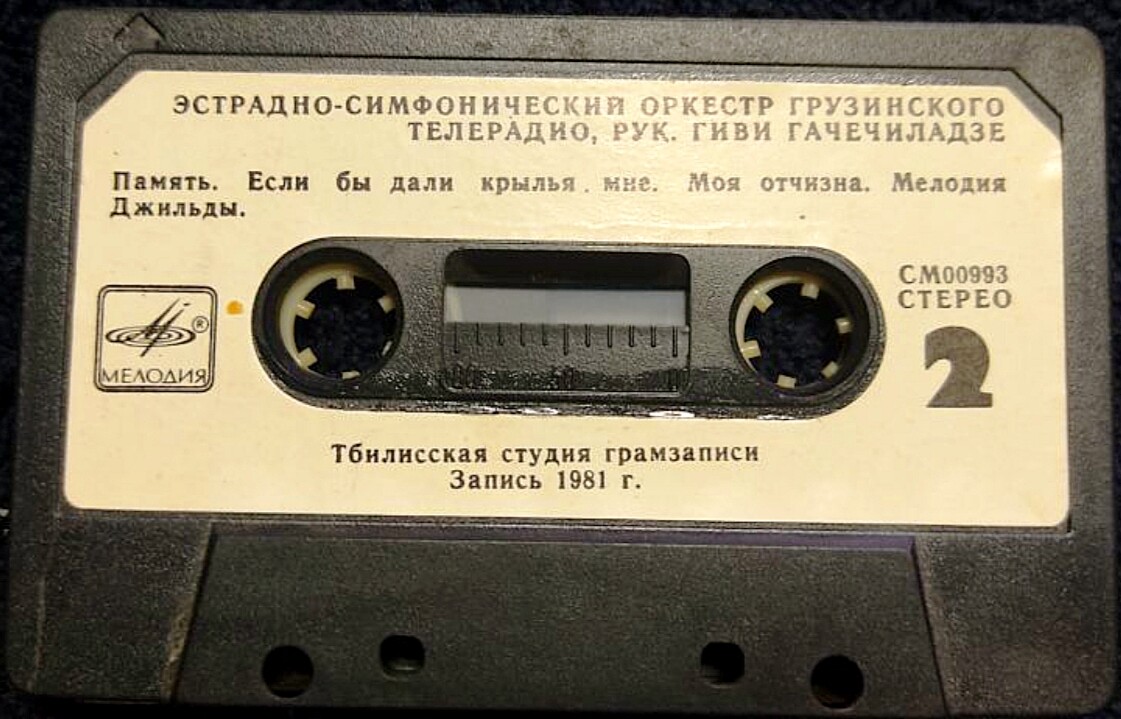 ЭСТРАДНО-СИМФОНИЧЕСКИЙ ОРКЕСТР ГРУЗИНСКОГО
ТЕЛЕРАДИО, РУК. ГИВИ ГАЧЕЧИЛАДЗЕ
Память. Если бы дали крылья мне. Моя отчизна. Мелодия
Джильды.
СМ00993
СТЕРЕО
2
®
МЕЛОДИЯ
Тбилисская студия грамзаписи
Запись 1981 г.